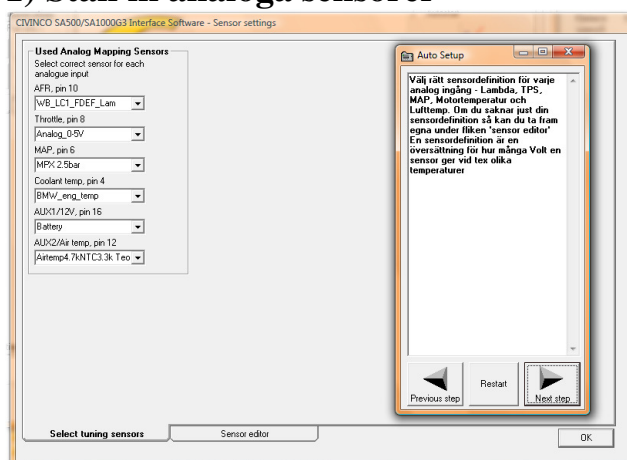 2) Ställ in analoga sensorer
CIVINCO SA500/SA1000G3 Interface Software - Sensor settings
Used Analog Mapping Sensors
Select correct sensor for each
analogue input
AFR, pin 10
WB_LC1_FDEF_Lam
Throttle, pin 8
Analog_0-5V
MAP, pin 6
MPX 2.5bar
Coolant temp, pin 4
BMW_eng_temp
AUX1/12V, pin 16
Battery
AUX2/Air temp, pin 12
Airtemp4.7kNTC3.3k Teo
Auto Setup
Välj rätt sensordefinition för varje
analog ingång - Lambda, TPS,
MAP, Motortemperatur och
Lufttemp. Om du saknar just din
sensordefinition så kan du ta fram
egna under fliken 'sensor editor'
En sensordefinition är en
översättning för hur många Volt en
sensor ger vid tex olika
temperaturer
Previous step
Restart
Next step
Select tuning sensors
Sensor editor
OK